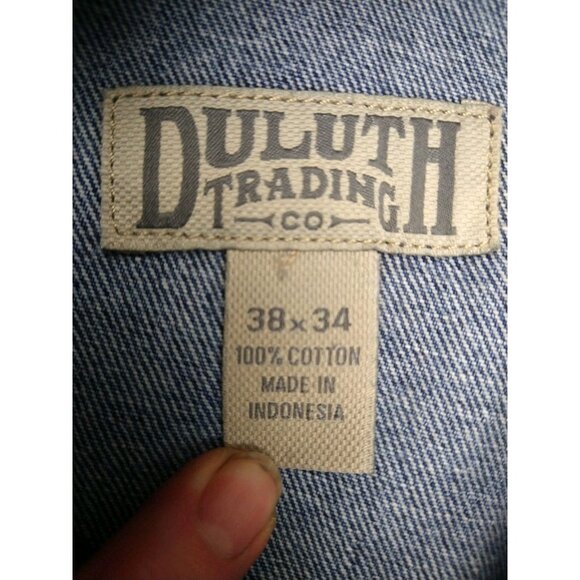 DULUTH
TRADING
CO
38x34
100% COTTON
MADE IN
INDONESIA